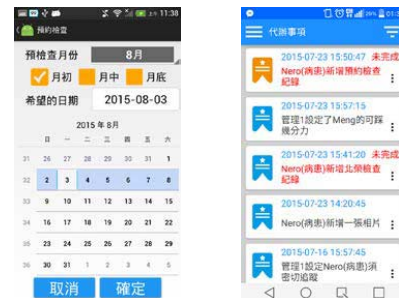 11:38
預約檢查
預檢查月份 8月
月初 月中 月底
希望的日期 2015-08-03
2015 年 8月
日 一 二 三 四 五 六
31 26 27 28 29 30 31 1
32 2 3 4 5 6 7 8
33 9 10 11 12 13 14 15
34 16 17 18 19 20 21 22
35 23 24 25 26 27 28 29
36 30 31 1 2 3 4 5
取消 確定
代辦事項
2015-07-23 15:50:47 未完成
Nero(病患)新增預約檢查
紀錄
2015-07-23 15:57:15
管理1設定了Meng的可踩
幾分力
2015-07-23 15:41:20 未完成
Nero(病患)新增北榮檢查
紀錄
2015-07-23 14:20:45
Nero(病患)新增一張相片
2015-07-16 15:57:45
管理1設定Nero(病患)須
密切追蹤